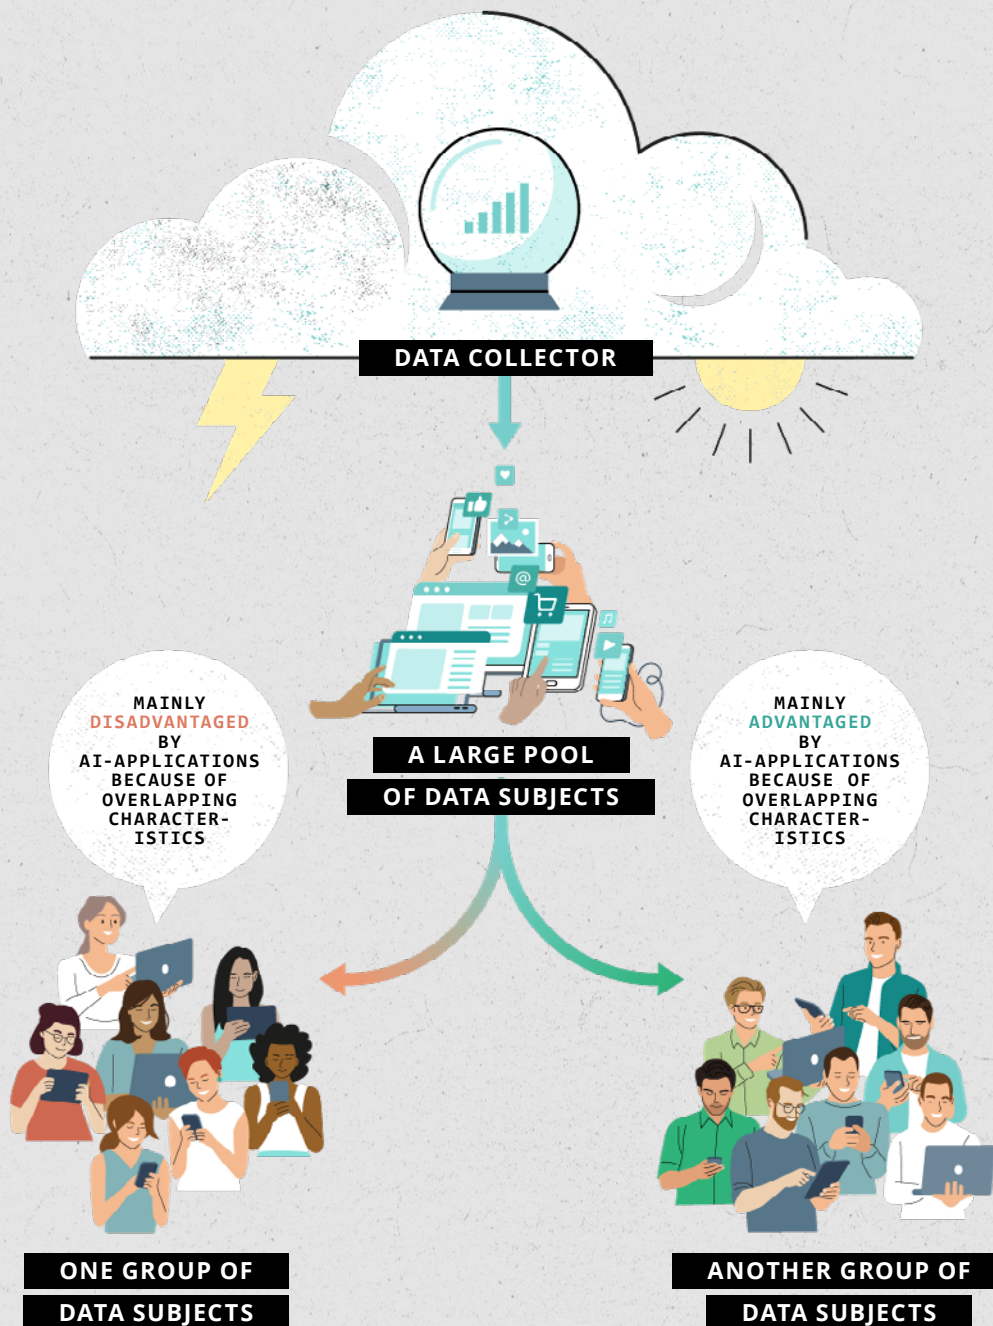 DATA COLLECTOR
@
A LARGE POOL
OF DATA SUBJECTS
MAINLY
DISADVANTAGED
BY
AI-APPLICATIONS
BECAUSE OF
OVERLAPPING
CHARACTER-
ISTICS
MAINLY
ADVANTAGED
BY
AI-APPLICATIONS
BECAUSE OF
OVERLAPPING
CHARACTER-
ISTICS
ONE GROUP OF
DATA SUBJECTS
ANOTHER GROUP OF
DATA SUBJECTS